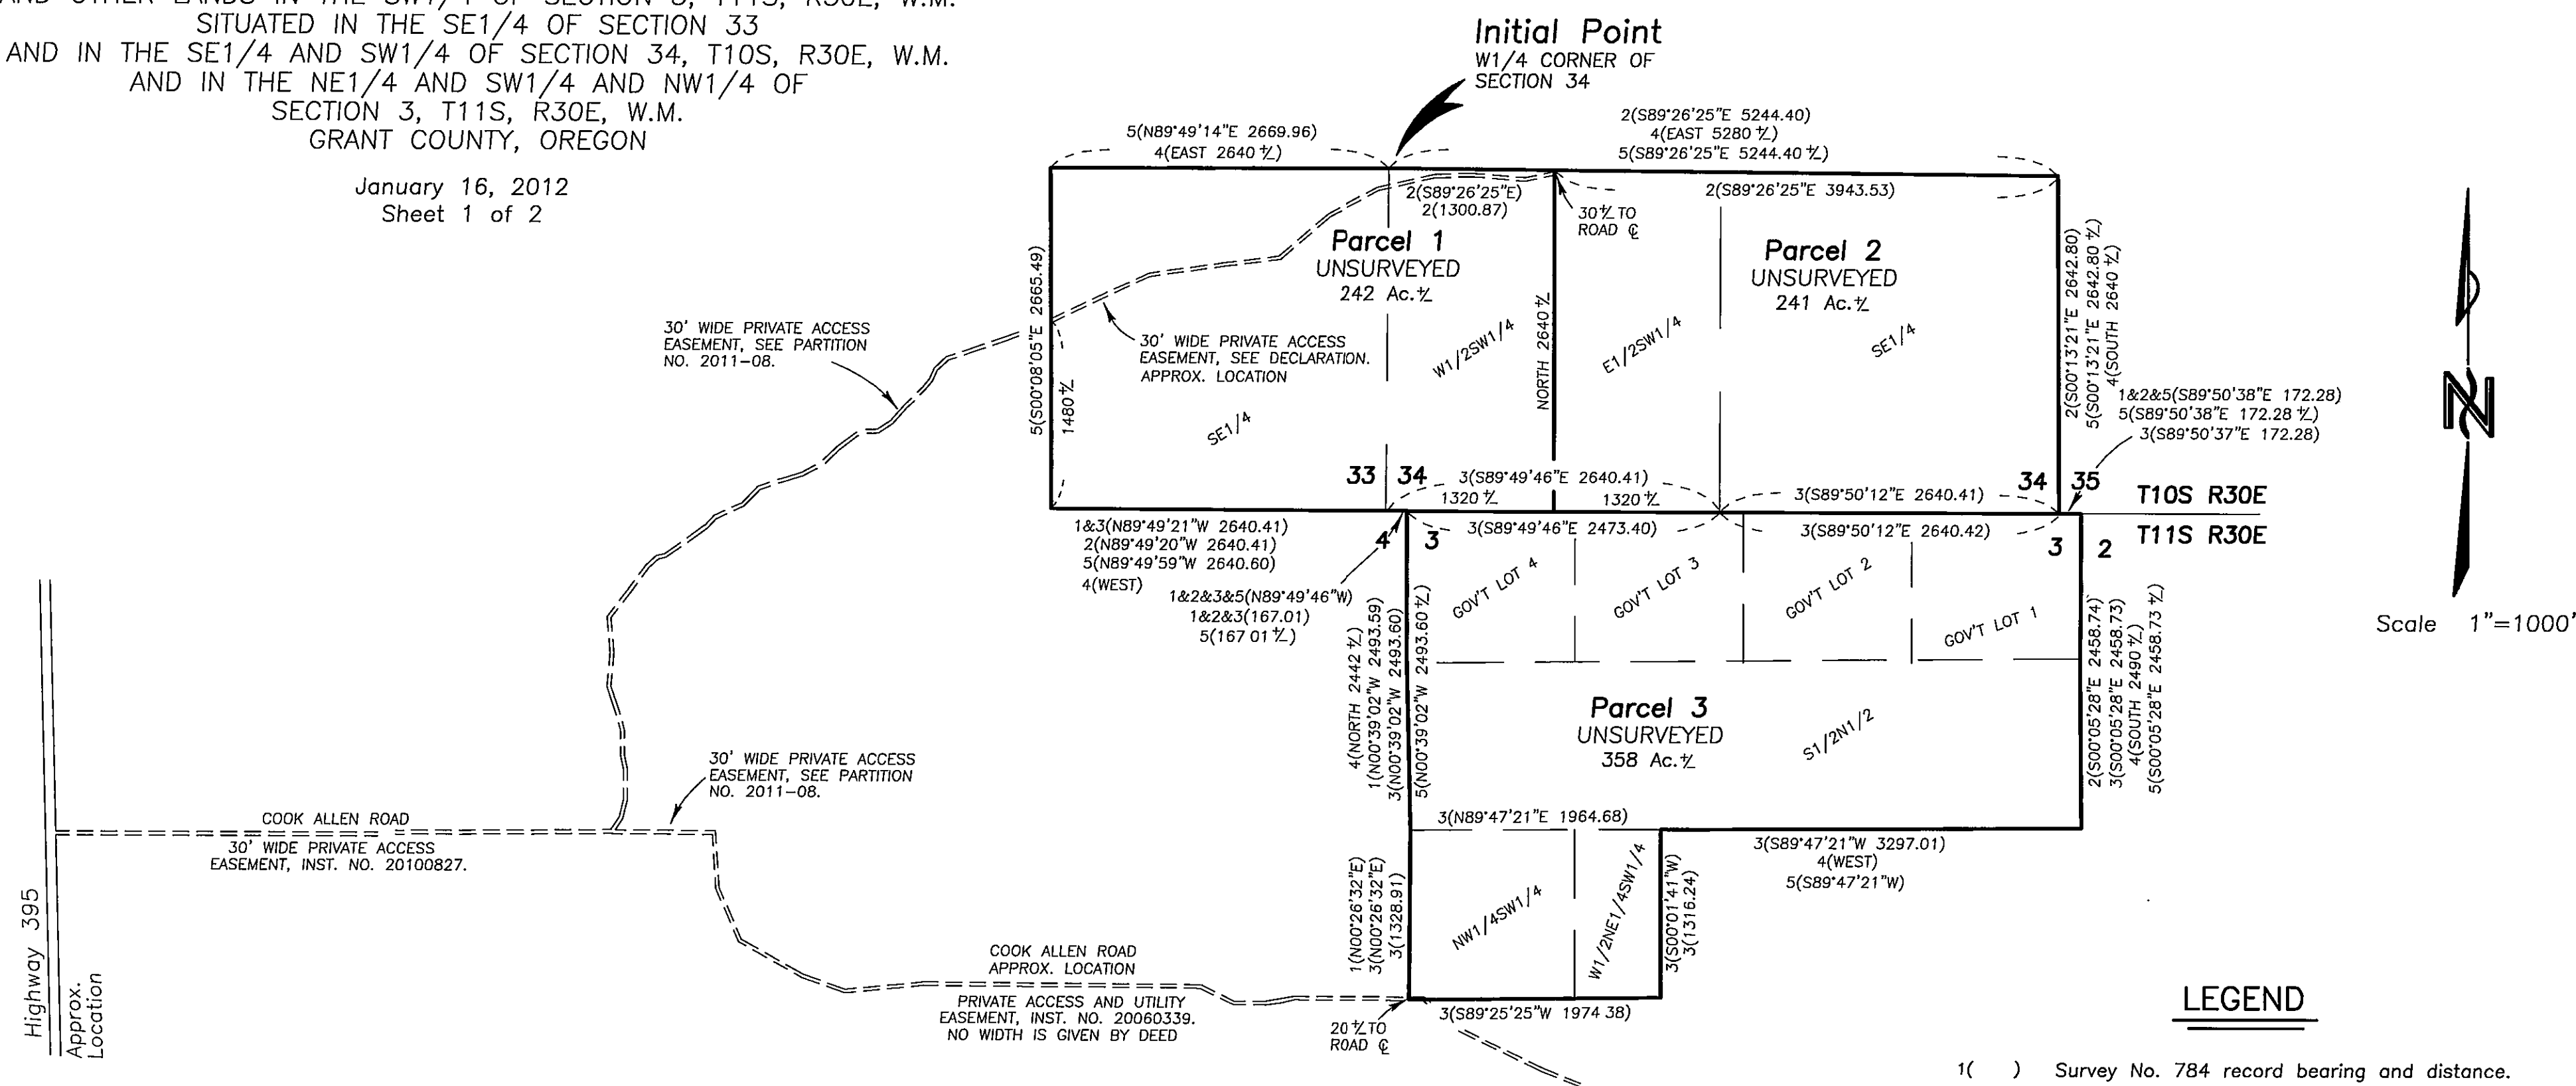 AND OTHER LANDS IN THE SW1/4 OF SECTION 3, T11S, R30E, W.M.
SITUATED IN THE SE1/4 OF SECTION 33
AND IN THE SE1/4 AND SW1/4 OF SECTION 34, T10S, R30E, W.M.
AND IN THE NE1/4 AND SW1/4 AND NW1/4 OF
SECTION 3, T11S, R30E, W.M.
GRANT COUNTY, OREGON
January 16, 2012
Sheet 1 of 2
Initial Point
W1/4 CORNER OF
SECTION 34
5(N89°49'14"E 2669.96)
4(EAST 2640 +/-)
2(S89°26'25"E 5244.40)
4(EAST 5280 +/-)
5(S89°26'25"E 5244.40 +/-)
2(S89°26'25"E)
2(1300.87)
2(S89°26'25"E 3943.53)
30 +/- TO
ROAD ℄
Parcel 1
UNSURVEYED
242 Ac. +/-
Parcel 2
UNSURVEYED
241 Ac. +/-
5(S00°08'05"E 2665.49)
1480 +/-
30' WIDE PRIVATE ACCESS
EASEMENT, SEE PARTITION
NO. 2011-08.
30' WIDE PRIVATE ACCESS
EASEMENT, SEE DECLARATION.
APPROX. LOCATION
SE1/4
W1/2SW1/4
NORTH 2640 +/-
E1/2SW1/4
SE1/4
2(S00°13'21"E 2642.80)
5(S00°13'21"E 2642.80 +/-)
4(SOUTH 2640 +/-)
1&2&5(S89°50'38"E 172.28)
5(S89°50'38"E 172.28 +/-)
3(S89°50'37"E 172.28)
33 34
3(S89°49'46"E 2640.41)
1320 +/-
1320 +/-
3(S89°50'12"E 2640.41)
34 35
T10S R30E
T11S R30E
1&3(N89°49'21"W 2640.41)
2(N89°49'20"W 2640.41)
5(N89°49'59"W 2640.60)
4(WEST)
4 3
3(S89°49'46"E 2473.40)
3(S89°50'12"E 2640.42)
3 2
1&2&3&5(N89°49'46"W)
1&2&3(167.01)
5(167 01 +/-)
GOV'T LOT 4
GOV'T LOT 3
GOV'T LOT 2
GOV'T LOT 1
4(NORTH 2442 +/-)
1(N00°39'02"W 2493.59)
3(N00°39'02"W 2493.60)
5(N00°39'02"W 2493.60 +/-)
Parcel 3
UNSURVEYED
358 Ac. +/-
S1/2N1/2
2(S00°05'28"E 2458.74)
3(S00°05'28"E 2458.73)
4(SOUTH 2490 +/-)
5(S00°05'28"E 2458.73 +/-)
Scale 1"=1000'
30' WIDE PRIVATE ACCESS
EASEMENT, SEE PARTITION
NO. 2011-08.
COOK ALLEN ROAD
30' WIDE PRIVATE ACCESS
EASEMENT, INST. NO. 20100827.
Highway 395
Approx.
Location
3(N89°47'21"E 1964.68)
3(S89°47'21"W 3297.01)
4(WEST)
5(S89°47'21"W)
1(N00°26'32"E)
3(N00°26'32"E)
3(1328.91)
NW1/4SW1/4
W1/2NE1/4SW1/4
3(S00°01'41"W)
3(1316.24)
COOK ALLEN ROAD
APPROX. LOCATION
PRIVATE ACCESS AND UTILITY
EASEMENT, INST. NO. 20060339.
NO WIDTH IS GIVEN BY DEED
20 +/- TO
ROAD ℄
3(S89°25'25"W 1974 38)
LEGEND
1( ) Survey No. 784 record bearing and distance.